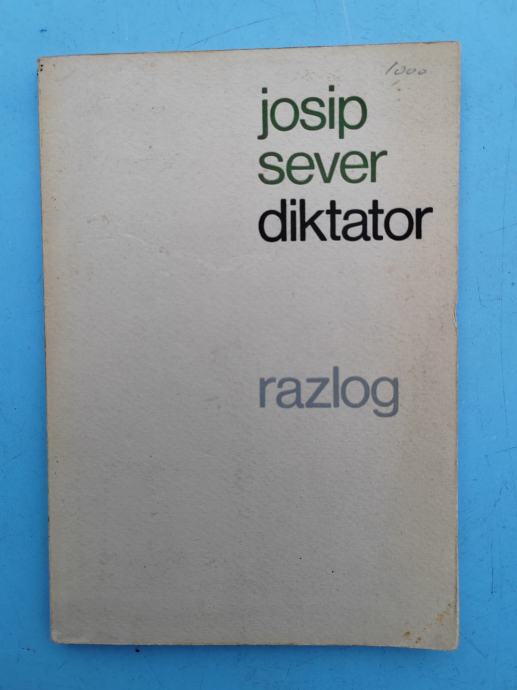 1000
josip
sever
diktator
razlog